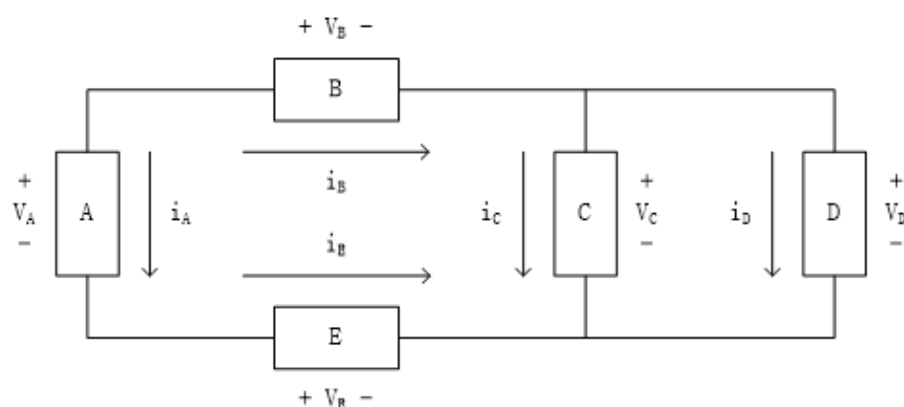 + V_B −
B
i_B
+
V_A
−
A
i_A
i_E
E
+ V_E −
i_C
C
+
V_C
−
i_D
D
+
V_D
−